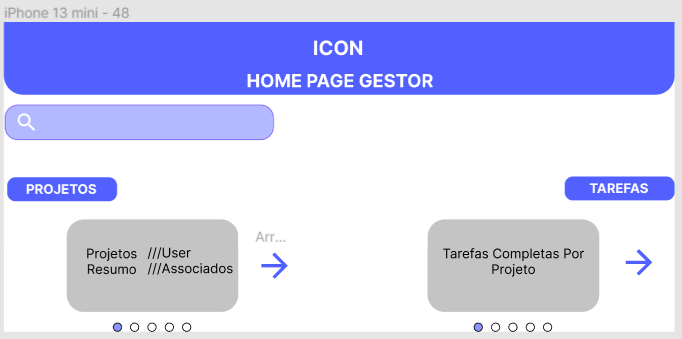 iPhone 13 mini - 48
ICON
HOME PAGE GESTOR
PROJETOS
TAREFAS
Arr...
Projetos ///User
Resumo ///Associados
Tarefas Completas Por
Projeto